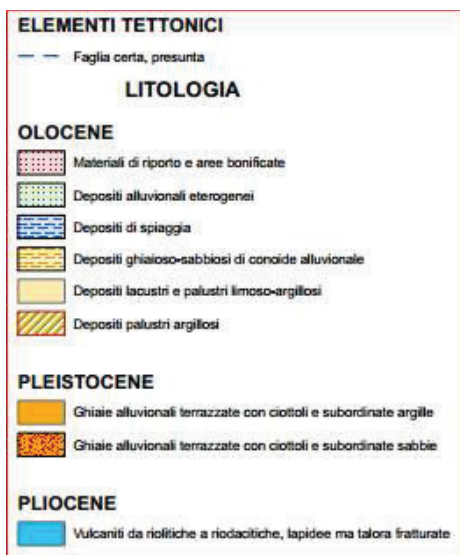 ELEMENTI TETTONICI
Faglia certa, presunta
LITOLOGIA
OLOCENE
Materiali di riporto e aree bonificate
Depositi alluvionali eterogenei
Depositi di spiaggia
Depositi ghiaioso-sabbiosi di conoide alluvionale
Depositi lacustri e palustri limoso-argillosi
Depositi palustri argillosi
PLEISTOCENE
Ghiaie alluvionali terrazzate con ciottoli e subordinate argille
Ghiaie alluvionali terrazzate con ciottoli e subordinate sabbie
PLIOCENE
Vulcaniti da riolitiche a riodacitiche, lapidee ma talora fratturate